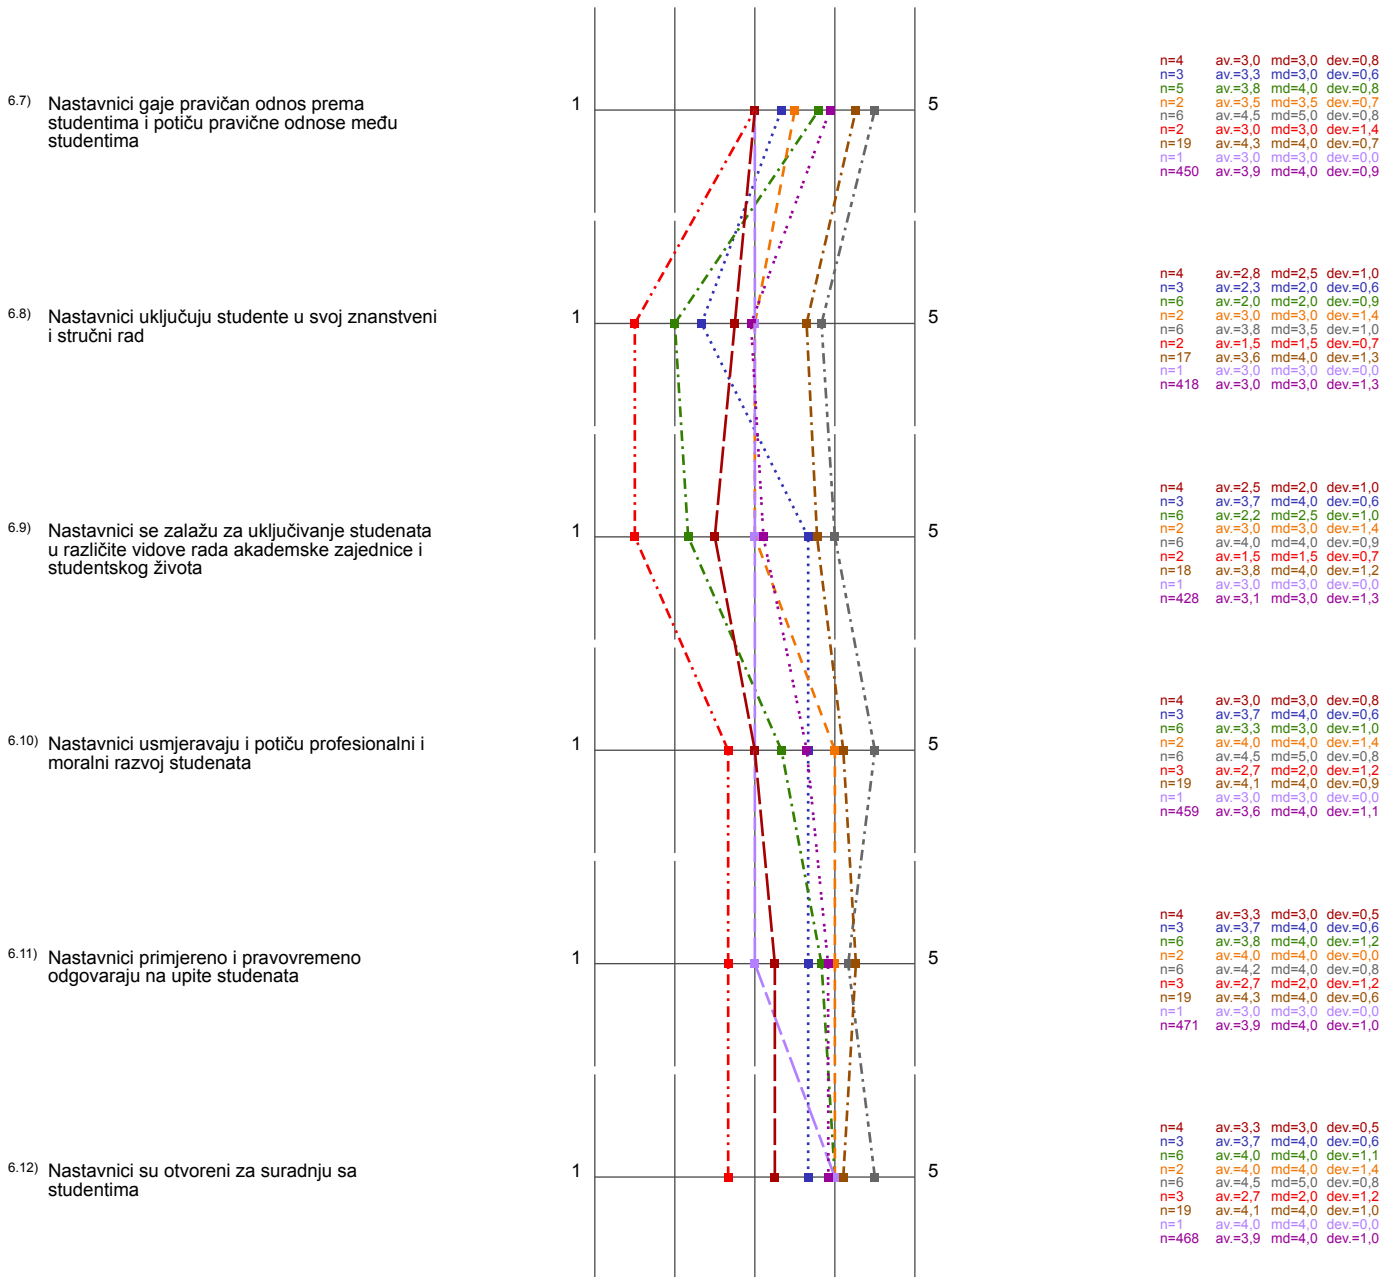 6.7) Nastavnici gaje pravičan odnos prema
studentima i potiču pravične odnose među
studentima
1
5
n=4 av.=3,0 md=3,0 dev.=0,8
n=3 av.=3,3 md=3,0 dev.=0,6
n=5 av.=3,8 md=4,0 dev.=0,8
n=2 av.=3,5 md=3,5 dev.=0,7
n=6 av.=4,5 md=5,0 dev.=0,8
n=2 av.=3,0 md=3,0 dev.=1,4
n=19 av.=4,3 md=4,0 dev.=0,7
n=1 av.=3,0 md=3,0 dev.=0,0
n=450 av.=3,9 md=4,0 dev.=0,9
6.8) Nastavnici uključuju studente u svoj znanstveni
i stručni rad
1
5
n=4 av.=2,8 md=2,5 dev.=1,0
n=3 av.=2,3 md=2,0 dev.=0,6
n=6 av.=2,0 md=2,0 dev.=0,9
n=2 av.=3,0 md=3,0 dev.=1,4
n=6 av.=3,8 md=3,5 dev.=1,0
n=2 av.=1,5 md=1,5 dev.=0,7
n=17 av.=3,6 md=4,0 dev.=1,3
n=1 av.=3,0 md=3,0 dev.=0,0
n=418 av.=3,0 md=3,0 dev.=1,3
6.9) Nastavnici se zalažu za uključivanje studenata
u različite vidove rada akademske zajednice i
studentskog života
1
5
n=4 av.=2,5 md=2,0 dev.=1,0
n=3 av.=3,7 md=4,0 dev.=0,6
n=6 av.=2,2 md=2,5 dev.=1,0
n=2 av.=3,0 md=3,0 dev.=1,4
n=6 av.=4,0 md=4,0 dev.=0,9
n=2 av.=1,5 md=1,5 dev.=0,7
n=18 av.=3,8 md=4,0 dev.=1,2
n=1 av.=3,0 md=3,0 dev.=0,0
n=428 av.=3,1 md=3,0 dev.=1,3
6.10) Nastavnici usmjeravaju i potiču profesionalni i
moralni razvoj studenata
1
5
n=4 av.=3,0 md=3,0 dev.=0,8
n=3 av.=3,7 md=4,0 dev.=0,6
n=6 av.=3,3 md=3,0 dev.=1,0
n=2 av.=4,0 md=4,0 dev.=1,4
n=6 av.=4,5 md=5,0 dev.=0,8
n=3 av.=2,7 md=2,0 dev.=1,2
n=19 av.=4,1 md=4,0 dev.=0,9
n=1 av.=3,0 md=3,0 dev.=0,0
n=459 av.=3,6 md=4,0 dev.=1,1
6.11) Nastavnici primjereno i pravovremeno
odgovaraju na upite studenata
1
5
n=4 av.=3,3 md=3,0 dev.=0,5
n=3 av.=3,7 md=4,0 dev.=0,6
n=6 av.=3,8 md=4,0 dev.=1,2
n=2 av.=4,0 md=4,0 dev.=0,0
n=6 av.=4,2 md=4,0 dev.=0,8
n=3 av.=2,7 md=2,0 dev.=1,2
n=19 av.=4,3 md=4,0 dev.=0,6
n=1 av.=3,0 md=3,0 dev.=0,0
n=471 av.=3,9 md=4,0 dev.=1,0
6.12) Nastavnici su otvoreni za suradnju sa
studentima
1
5
n=4 av.=3,3 md=3,0 dev.=0,5
n=3 av.=3,7 md=4,0 dev.=0,6
n=6 av.=4,0 md=4,0 dev.=1,1
n=2 av.=4,0 md=4,0 dev.=1,4
n=6 av.=4,5 md=5,0 dev.=0,8
n=3 av.=2,7 md=2,0 dev.=1,2
n=19 av.=4,1 md=4,0 dev.=1,0
n=1 av.=4,0 md=4,0 dev.=0,0
n=468 av.=3,9 md=4,0 dev.=1,0